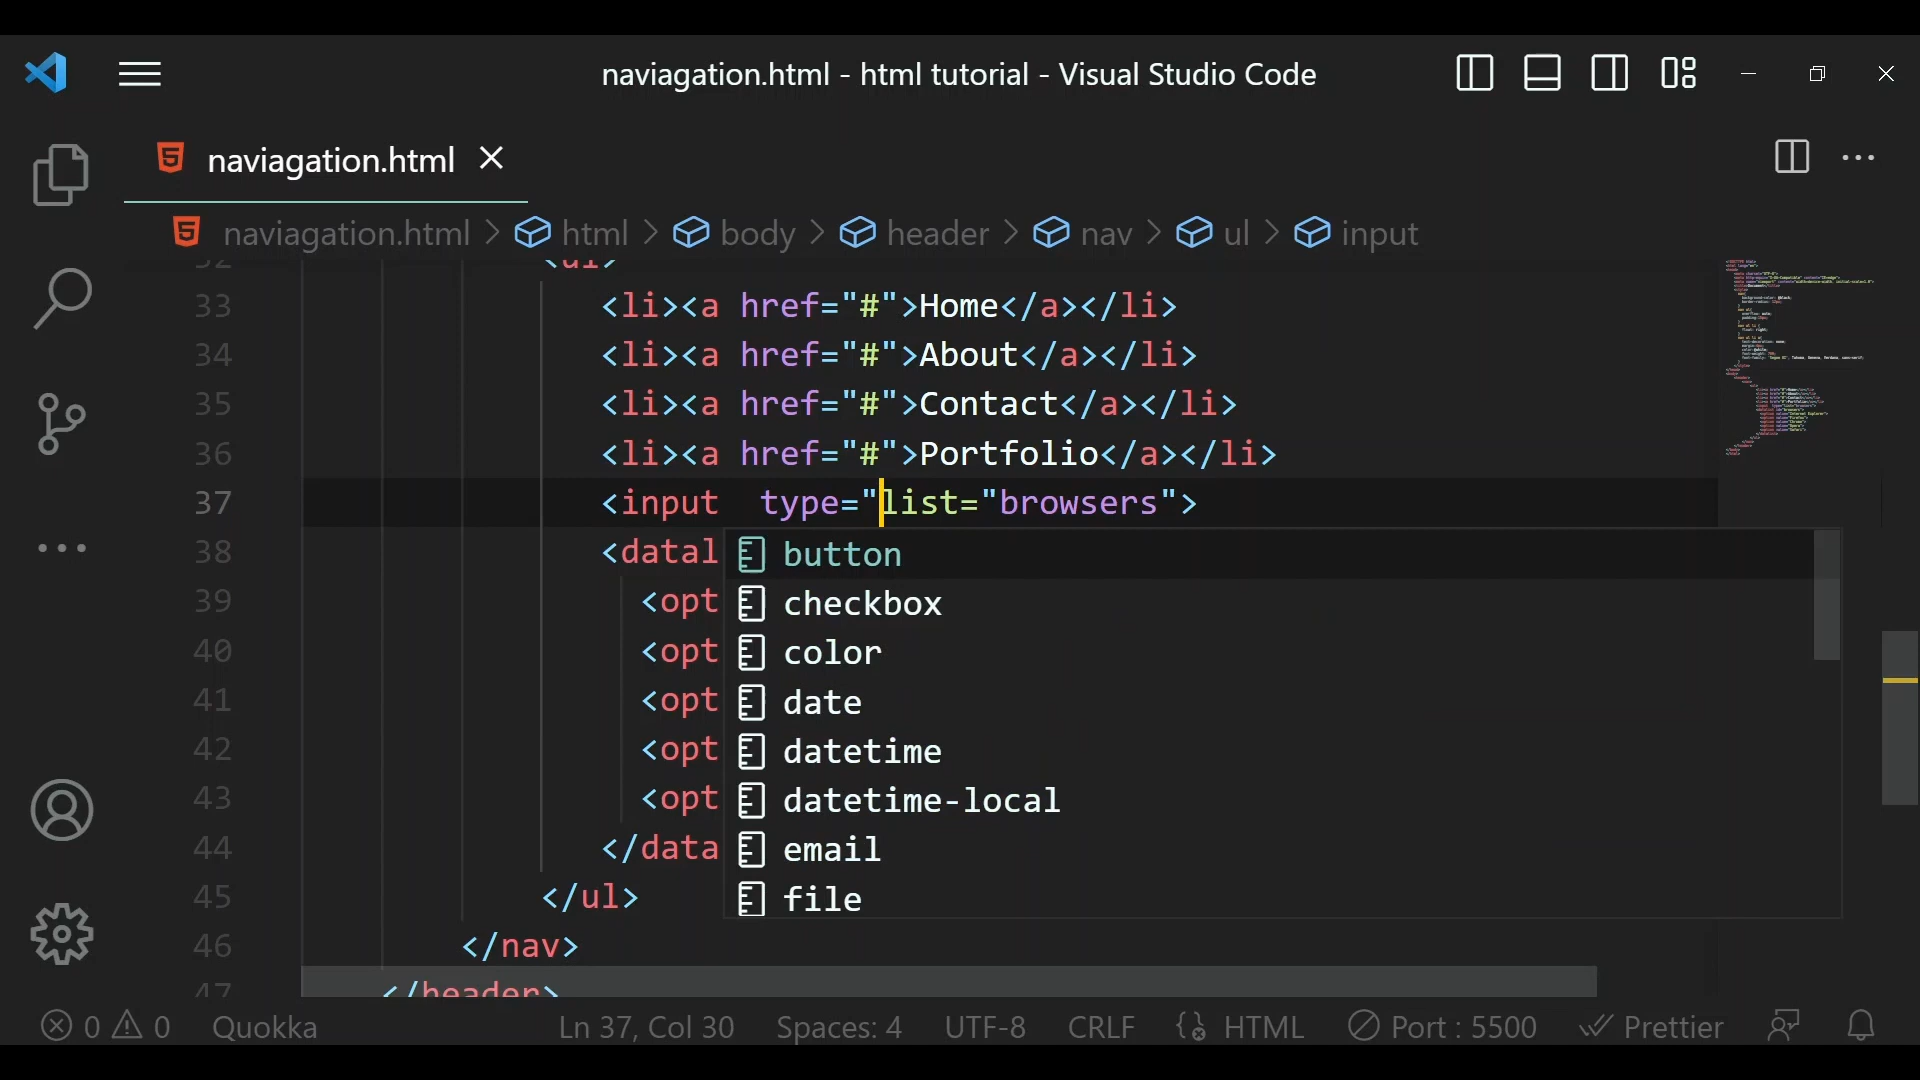 naviagation.html - html tutorial - Visual Studio Code
naviagation.html
naviagation.html > html > body > header > nav > ul > input
32 <ul>
33 <li><a href="#">Home</a></li>
34 <li><a href="#">About</a></li>
35 <li><a href="#">Contact</a></li>
36 <li><a href="#">Portfolio</a></li>
37 <input  type="list="browsers">
38 <datal
button
39 <opt
checkbox
40 <opt
color
41 <opt
date
42 <opt
datetime
43 <opt
datetime-local
44 </data
email
45 </ul>
file
46 </nav>
47 </header>
0 0 Quokka Ln 37, Col 30 Spaces: 4 UTF-8 CRLF HTML Port : 5500 Prettier